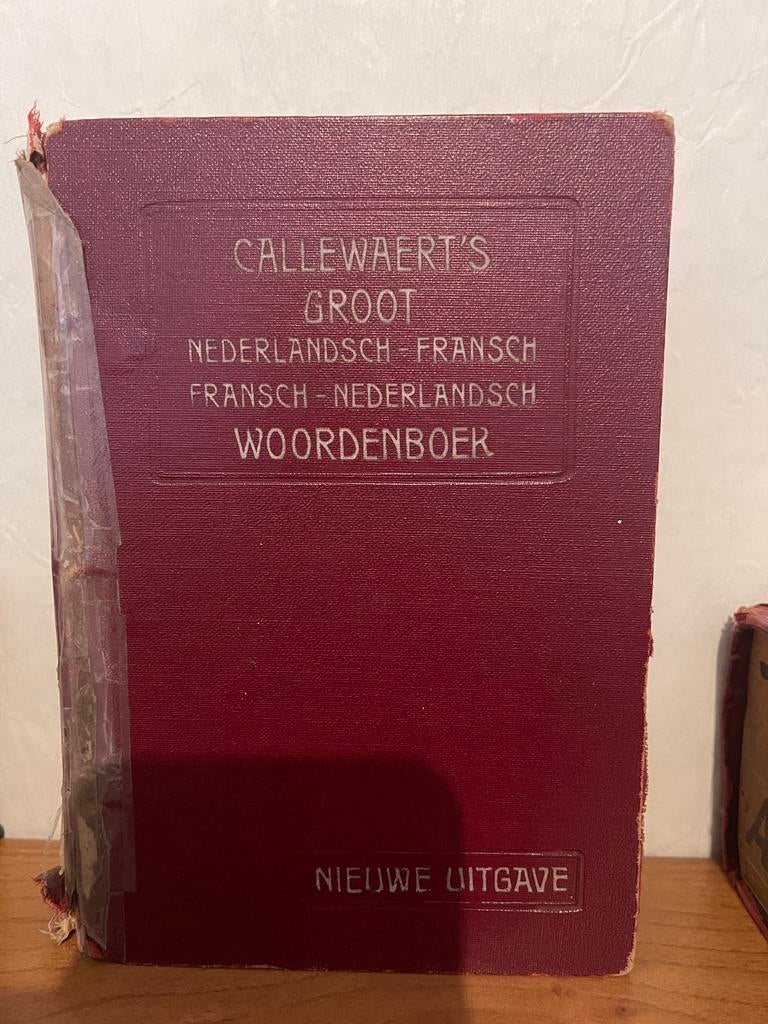 CALLEWAERT'S
GROOT
NEDERLANDSCH-FRANSCH
FRANSCH-NEDERLANDSCH
WOORDENBOEK
NIEUWE UITGAVE